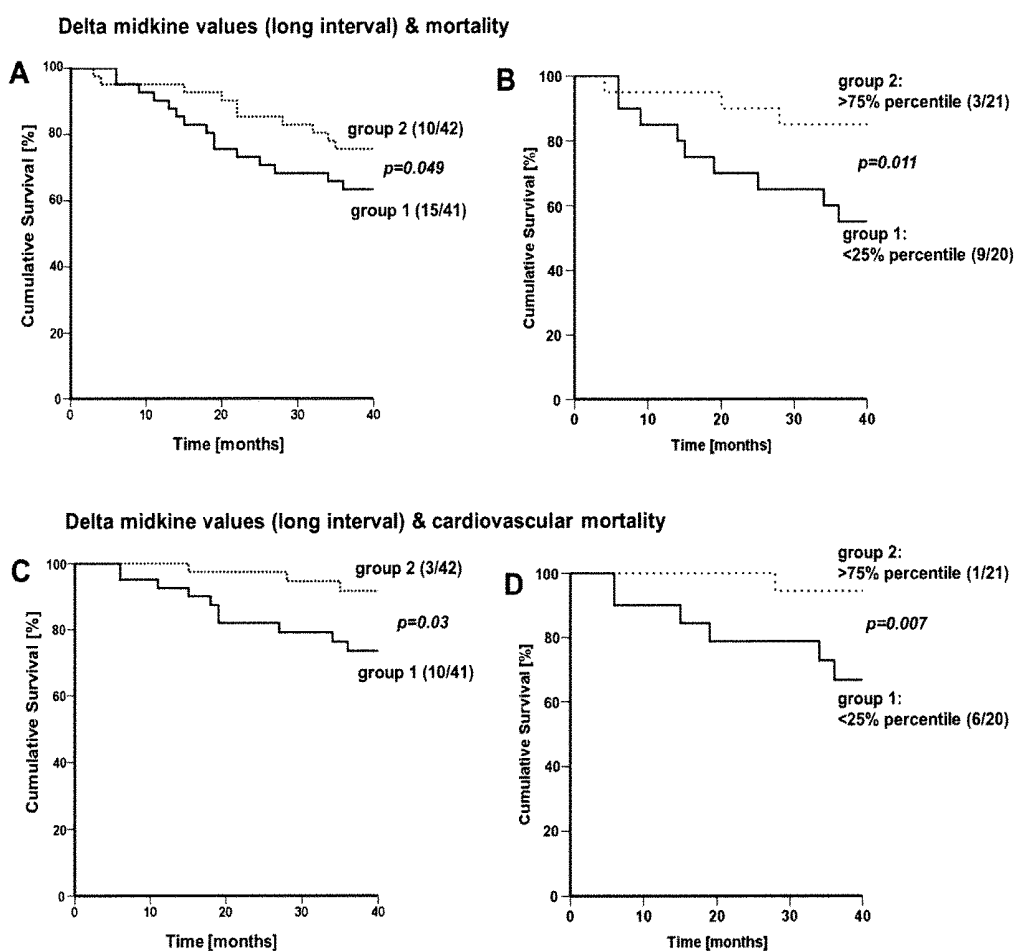 Delta midkine values (long interval) & mortality
A
100
80
60
40
20
0
0 10 20 30 40
Cumulative Survival [%]
Time [months]
group 2 (10/42)
p=0.049
group 1 (15/41)
B
100
80
60
40
20
0
0 10 20 30 40
Cumulative Survival [%]
Time [months]
group 2:
>75% percentile (3/21)
p=0.011
group 1:
<25% percentile (9/20)
Delta midkine values (long interval) & cardiovascular mortality
C
100
80
60
40
20
0
0 10 20 30 40
Cumulative Survival [%]
Time [months]
group 2 (3/42)
p=0.03
group 1 (10/41)
D
100
80
60
40
20
0
0 10 20 30 40
Cumulative Survival [%]
Time [months]
group 2:
>75% percentile (1/21)
p=0.007
group 1:
<25% percentile (6/20)